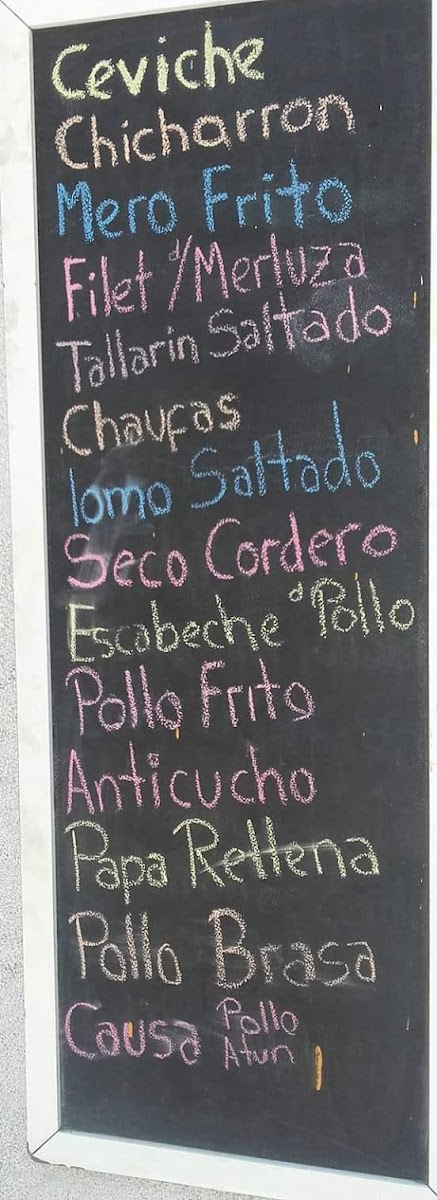 Ceviche
Chicharron
Mero Frito
Filet d/Merluza
Tallarin Saltado
Chaufas
lomo Saltado
Seco Cordero
Escabeche d Pollo
Pollo Frito
Anticucho
Papa Rellena
Pollo Brasa
Causa Pollo
Atun